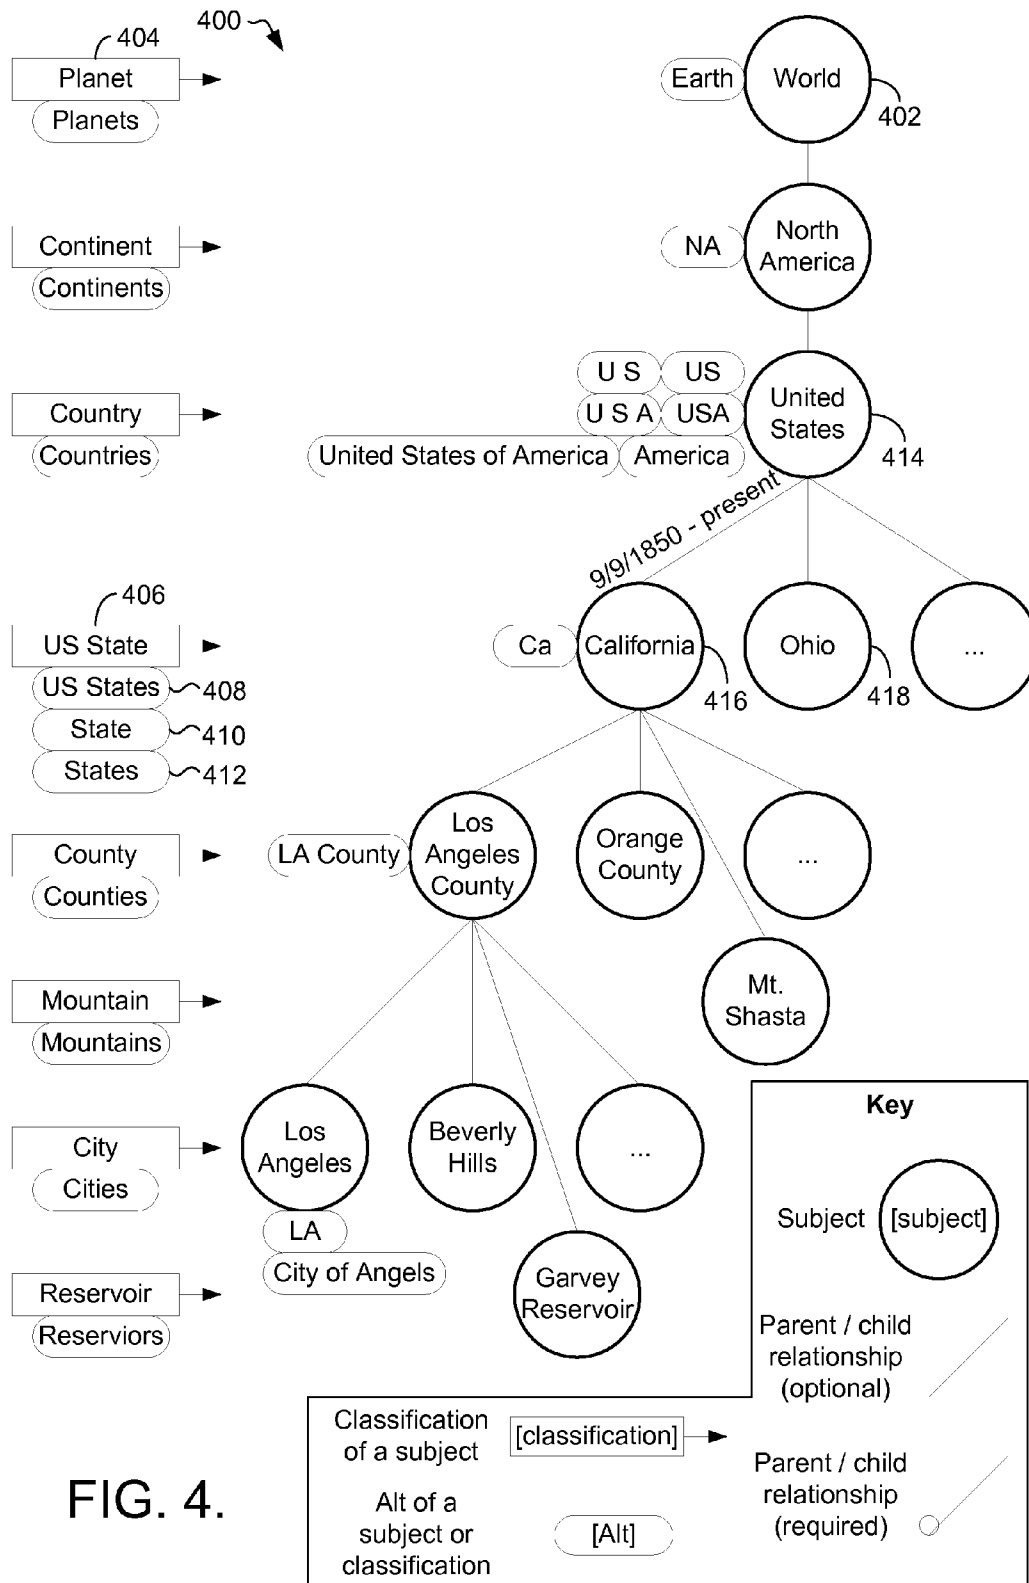 400
404
Planet
Planets
Earth
World
402
Continent
Continents
NA
North
America
Country
Countries
U S
US
U S A
USA
United States of America
America
United
States
414
9/9/1850 - present
406
US State
US States
408
State
410
States
412
Ca
California
416
Ohio
418
...
County
Counties
LA County
Los
Angeles
County
Orange
County
...
Mountain
Mountains
Mt.
Shasta
City
Cities
Los
Angeles
LA
City of Angels
Beverly
Hills
...
Reservoir
Reserviors
Garvey
Reservoir
Key
Subject
[subject]
Parent / child
relationship
(optional)
Classification
of a subject
[classification]
Parent / child
relationship
(required)
Alt of a
subject or
classification
[Alt]
FIG. 4.